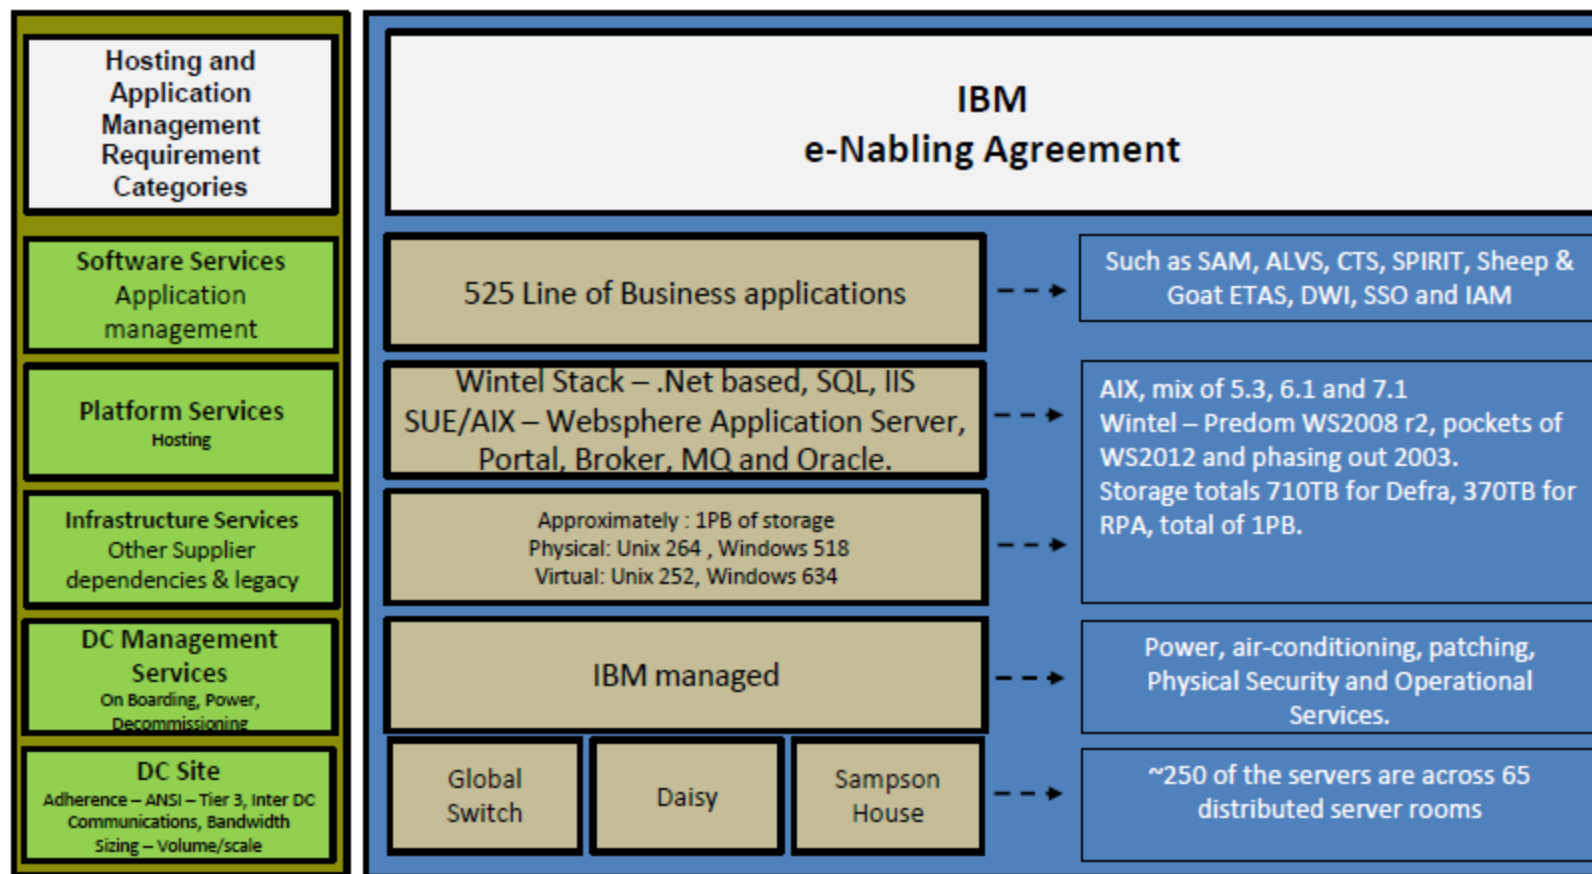 Hosting and
Application
Management
Requirement
Categories
IBM
e-Nabling Agreement
Software Services
Application
management
525 Line of Business applications
Such as SAM, ALVS, CTS, SPIRIT, Sheep &
Goat ETAS, DWI, SSO and IAM
Platform Services
Hosting
Wintel Stack – .Net based, SQL, IIS
SUE/AIX – Websphere Application Server,
Portal, Broker, MQ and Oracle.
AIX, mix of 5.3, 6.1 and 7.1
Wintel – Predom WS2008 r2, pockets of
WS2012 and phasing out 2003.
Storage totals 710TB for Defra, 370TB for
RPA, total of 1PB.
Infrastructure Services
Other Supplier
dependencies & legacy
Approximately : 1PB of storage
Physical: Unix 264 , Windows 518
Virtual: Unix 252, Windows 634
DC Management
Services
On Boarding, Power,
Decommissioning
IBM managed
Power, air-conditioning, patching,
Physical Security and Operational
Services.
DC Site
Adherence – ANSI – Tier 3, Inter DC
Communications, Bandwidth
Sizing – Volume/scale
Global
Switch
Daisy
Sampson
House
~250 of the servers are across 65
distributed server rooms